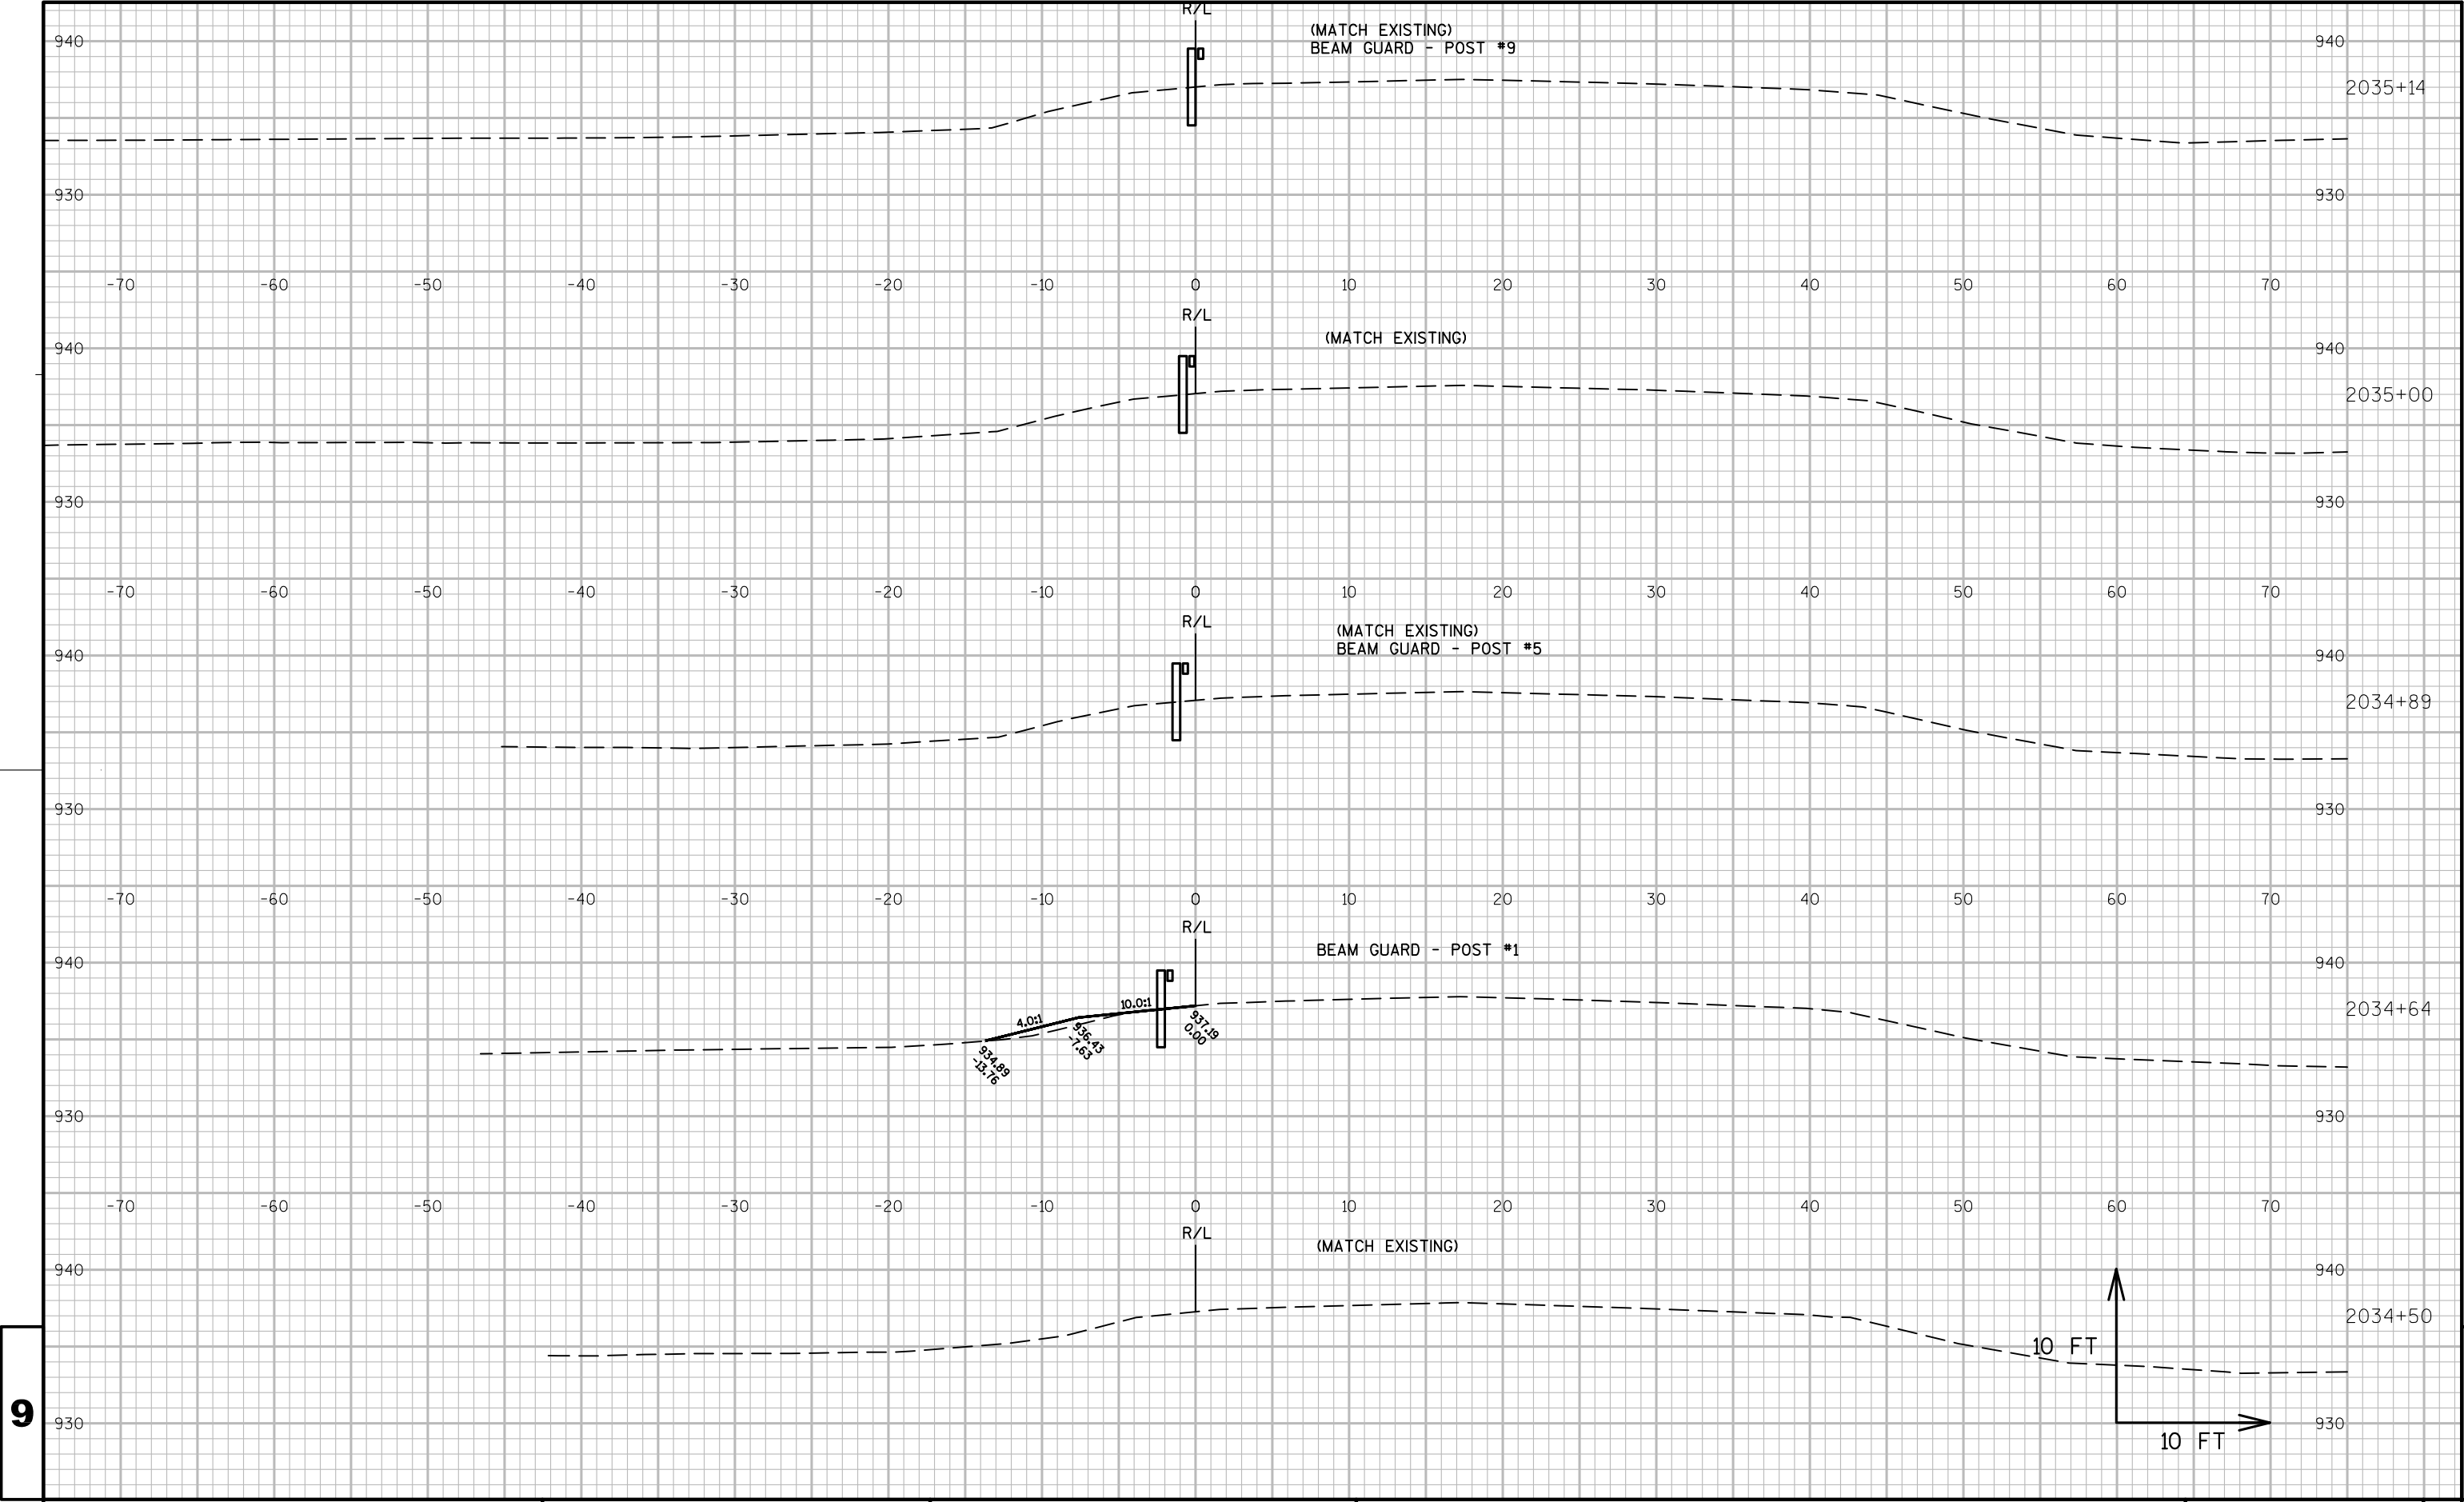 R/L
(MATCH EXISTING)
940 BEAM GUARD - POST #9 940
2035+14
930 930
-70 -60 -50 -40 -30 -20 -10 0 10 20 30 40 50 60 70
R/L
(MATCH EXISTING)
940 940
2035+00
930 930
-70 -60 -50 -40 -30 -20 -10 0 10 20 30 40 50 60 70
R/L
(MATCH EXISTING)
BEAM GUARD - POST #5
940 940
2034+89
930 930
-70 -60 -50 -40 -30 -20 -10 0 10 20 30 40 50 60 70
R/L
BEAM GUARD - POST #1
940 940
10.0:1
4.0:1
2034+64
937.19
0.00
936.43
-7.63
934.89
-13.76
930 930
-70 -60 -50 -40 -30 -20 -10 0 10 20 30 40 50 60 70
R/L
(MATCH EXISTING)
940 940
2034+50
10 FT
9
930 930
10 FT